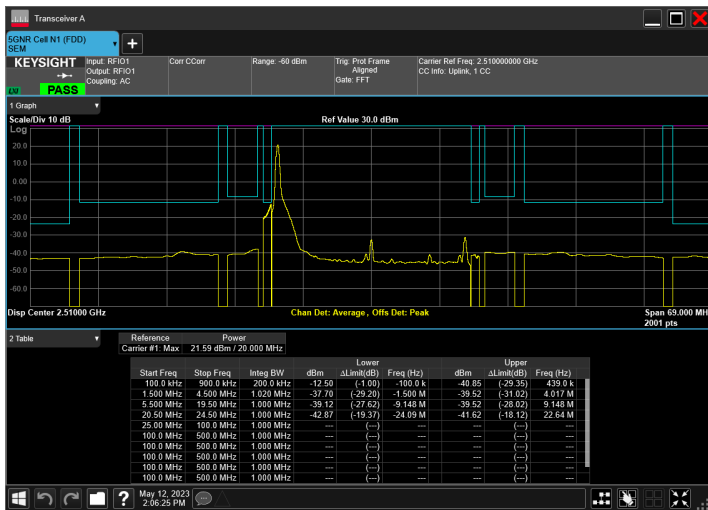 Transceiver A
5GNR Cell N1 (FDD)
SEM
KEYSIGHT
PASS
Input: RFIO1
Output: RFIO1
Coupling: AC
Corr CCorr
Range: -60 dBm
Trig: Prot Frame
Aligned
Gate: FFT
Carrier Ref Freq: 2.510000000 GHz
CC Info: Uplink, 1 CC
1 Graph
Scale/Div 10 dB
Ref Value 30.0 dBm
Log
20.0
10.0
0.00
-10.0
-20.0
-30.0
-40.0
-50.0
-60.0
Disp Center 2.51000 GHz
Chan Det: Average, Offs Det: Peak
Span 69.000 MH
2001 pts
2 Table
Reference Power
Carrier #1: Max 21.59 dBm / 20.000 MHz
Lower Upper
Start Freq Stop Freq Integ BW dBm ΔLimit(dB) Freq (Hz) dBm ΔLimit(dB) Freq (Hz)
100.0 kHz 900.0 kHz 200.0 kHz -12.50 (-1.00) -100.0 k -40.85 (-29.35) 439.0 k
1.500 MHz 4.500 MHz 1.020 MHz -37.70 (-29.20) -1.500 M -39.52 (-31.02) 4.017 M
5.500 MHz 19.50 MHz 1.000 MHz -39.12 (-27.62) -9.148 M -39.52 (-28.02) 9.148 M
20.50 MHz 24.50 MHz 1.000 MHz -42.87 (-19.37) -24.09 M -41.62 (-18.12) 22.64 M
25.00 MHz 100.0 MHz 1.000 MHz --- (---) --- --- (---) ---
100.0 MHz 500.0 MHz 1.000 MHz --- (---) --- --- (---) ---
100.0 MHz 500.0 MHz 1.000 MHz --- (---) --- --- (---) ---
100.0 MHz 500.0 MHz 1.000 MHz --- (---) --- --- (---) ---
100.0 MHz 500.0 MHz 1.000 MHz --- (---) --- --- (---) ---
100.0 MHz 500.0 MHz 1.000 MHz --- (---) --- --- (---) ---
May 12, 2023
2:06:25 PM